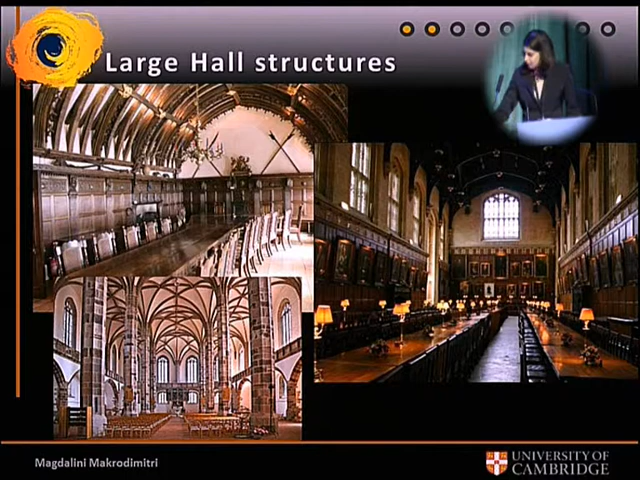 Large Hall structures
Magdalini Makrodimitri
UNIVERSITY OF
CAMBRIDGE